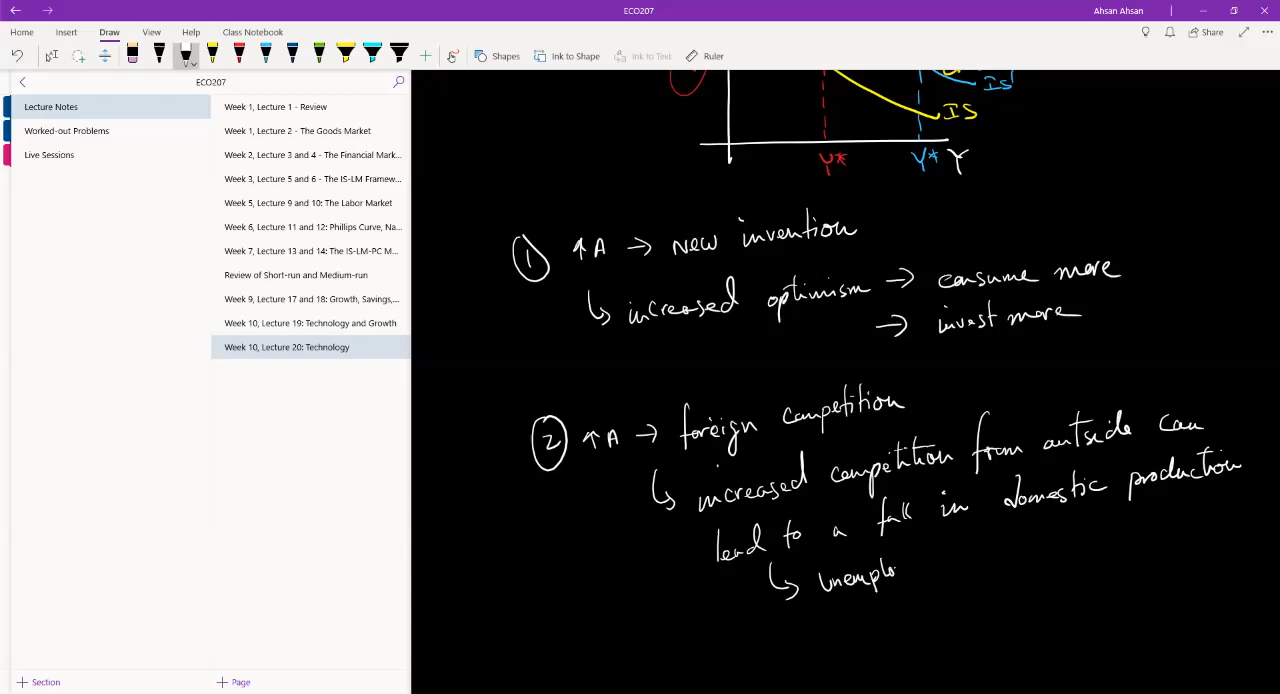 ECO207
Ahsan Ahsan
Home Insert Draw View Help Class Notebook
Share
Shapes Ink to Shape Ink to Text Ruler
ECO207
Lecture Notes
Worked-out Problems
Live Sessions
Week 1, Lecture 1 - Review
Week 1, Lecture 2 - The Goods Market
Week 2, Lecture 3 and 4 - The Financial Mark...
Week 3, Lecture 5 and 6 - The IS-LM Framew...
Week 5, Lecture 9 and 10: The Labor Market
Week 6, Lecture 11 and 12: Phillips Curve, Na...
Week 7, Lecture 13 and 14: The IS-LM-PC M...
Review of Short-run and Medium-run
Week 9, Lecture 17 and 18: Growth, Savings,...
Week 10, Lecture 19: Technology and Growth
Week 10, Lecture 20: Technology
+ Section
+ Page
IS'
IS
Y* Y* Y
① ↑A → new invention
↳ increased optimism → consume more
→ invest more
② ↑A → foreign competition
↳ increased competition from outside can
lead to a fall in domestic production
↳ unemplo